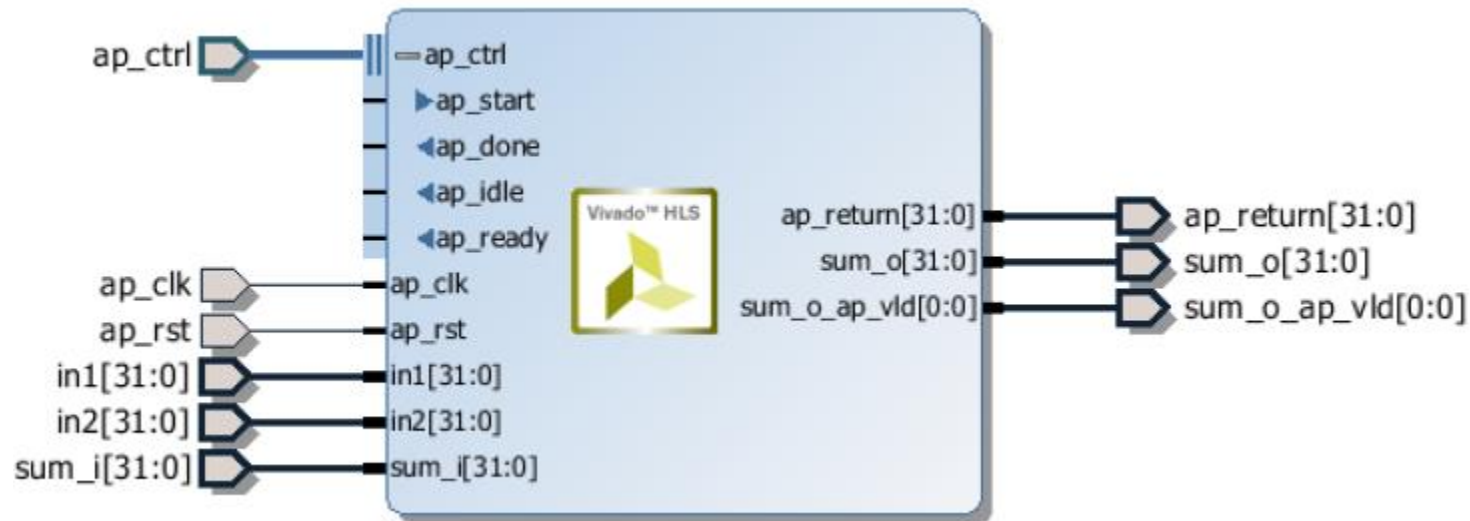 ap_ctrl
ap_ctrl
ap_start
ap_done
ap_idle
ap_ready
ap_clk
ap_clk
ap_rst
ap_rst
in1[31:0]
in1[31:0]
in2[31:0]
in2[31:0]
sum_i[31:0]
sum_i[31:0]
Vivado™ HLS
ap_return[31:0]
ap_return[31:0]
sum_o[31:0]
sum_o[31:0]
sum_o_ap_vld[0:0]
sum_o_ap_vld[0:0]